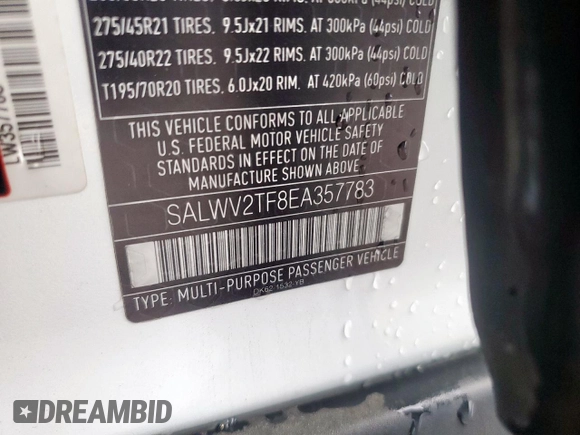 275/45R21 TIRES. 9.5Jx21 RIMS. AT 300kPa (44psi) COLD
275/40R22 TIRES. 9.5Jx22 RIMS. AT 300kPa (44psi) COLD
T195/70R20 TIRES. 6.0Jx20 RIM. AT 420kPa (60psi) COLD
THIS VEHICLE CONFORMS TO ALL APPLICABLE
U.S. FEDERAL MOTOR VEHICLE SAFETY
STANDARDS IN EFFECT ON THE DATE OF
MANUFACTURE SHOWN ABOVE.
SALWV2TF8EA357783
TYPE: MULTI-PURPOSE PASSENGER VEHICLE
DREAMBID